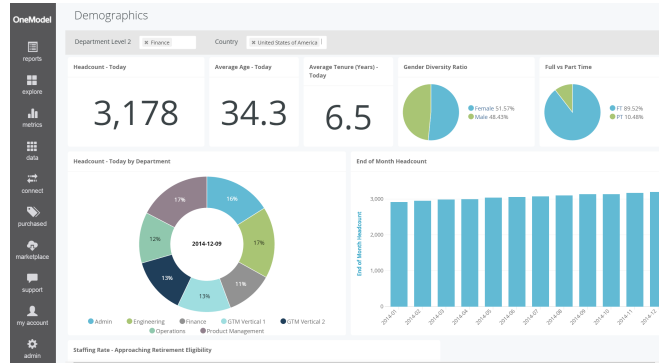 OneModel
Demographics
Department Level 2
× Finance
Country
× United States of America
reports
explore
metrics
data
connect
purchased
marketplace
support
my account
admin
Headcount - Today
3,178
Average Age - Today
34.3
Average Tenure (Years) -
Today
6.5
Gender Diversity Ratio
Female 51.57%
Male 48.43%
Full vs Part Time
FT 89.52%
PT 10.48%
Headcount - Today by Department
16%
17%
11%
13%
13%
12%
17%
2014-12-09
Admin Engineering Finance GTM Vertical 1 GTM Vertical 2
Operations Product Management
End of Month Headcount
End of Month Headcount
3,000
2,000
1,000
0
2014-01
2014-02
2014-03
2014-04
2014-05
2014-06
2014-07
2014-08
2014-09
2014-10
2014-11
2014-12
Staffing Rate - Approaching Retirement Eligibility